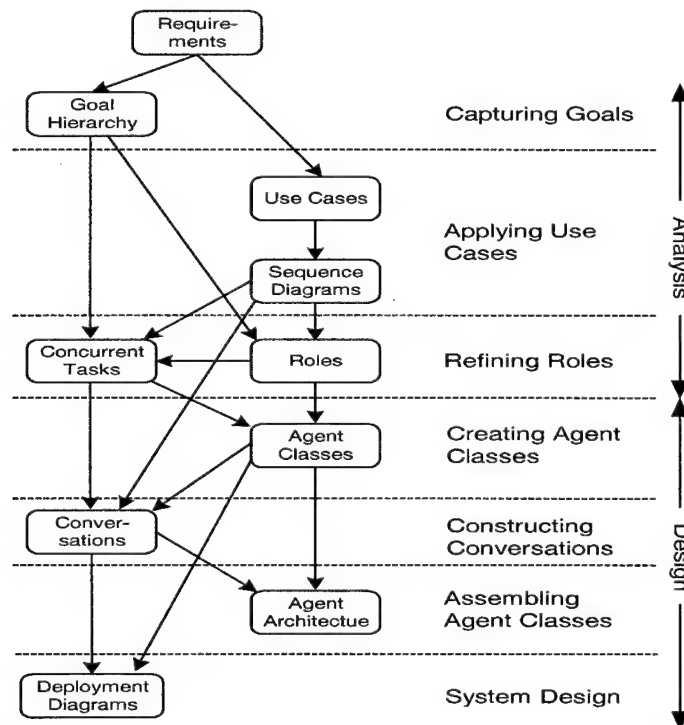 Require-
ments
Goal
Hierarchy
Capturing Goals
Use Cases
Applying Use
Cases
Sequence
Diagrams
Analysis
Concurrent
Tasks
Roles
Refining Roles
Agent
Classes
Creating Agent
Classes
Conver-
sations
Constructing
Conversations
Design
Agent
Architectue
Assembling
Agent Classes
Deployment
Diagrams
System Design